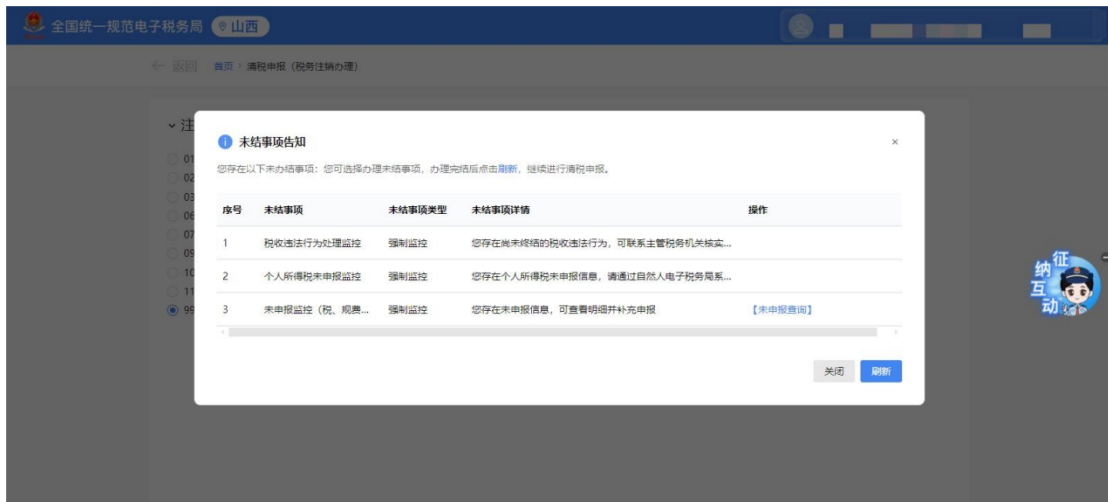 全国统一规范电子税务局 山西
← 返回 首页 › 清税申报（税务注销办理）
注
01
02
03
06
07
09
10
11
99
未结事项告知 ×
您存在以下未办结事项：您可选择办理未结事项，办理完结后点击刷新，继续进行清税申报。
序号 未结事项 未结事项类型 未结事项详情 操作
1 税收违法行为处理监控 强制监控 您存在尚未终结的税收违法行为，可联系主管税务机关核实...
2 个人所得税未申报监控 强制监控 您存在个人所得税未申报信息，请通过自然人电子税务局系...
3 未申报监控（税、规费... 强制监控 您存在未申报信息，可查看明细并补充申报 【未申报查询】
关闭 刷新
征纳互动